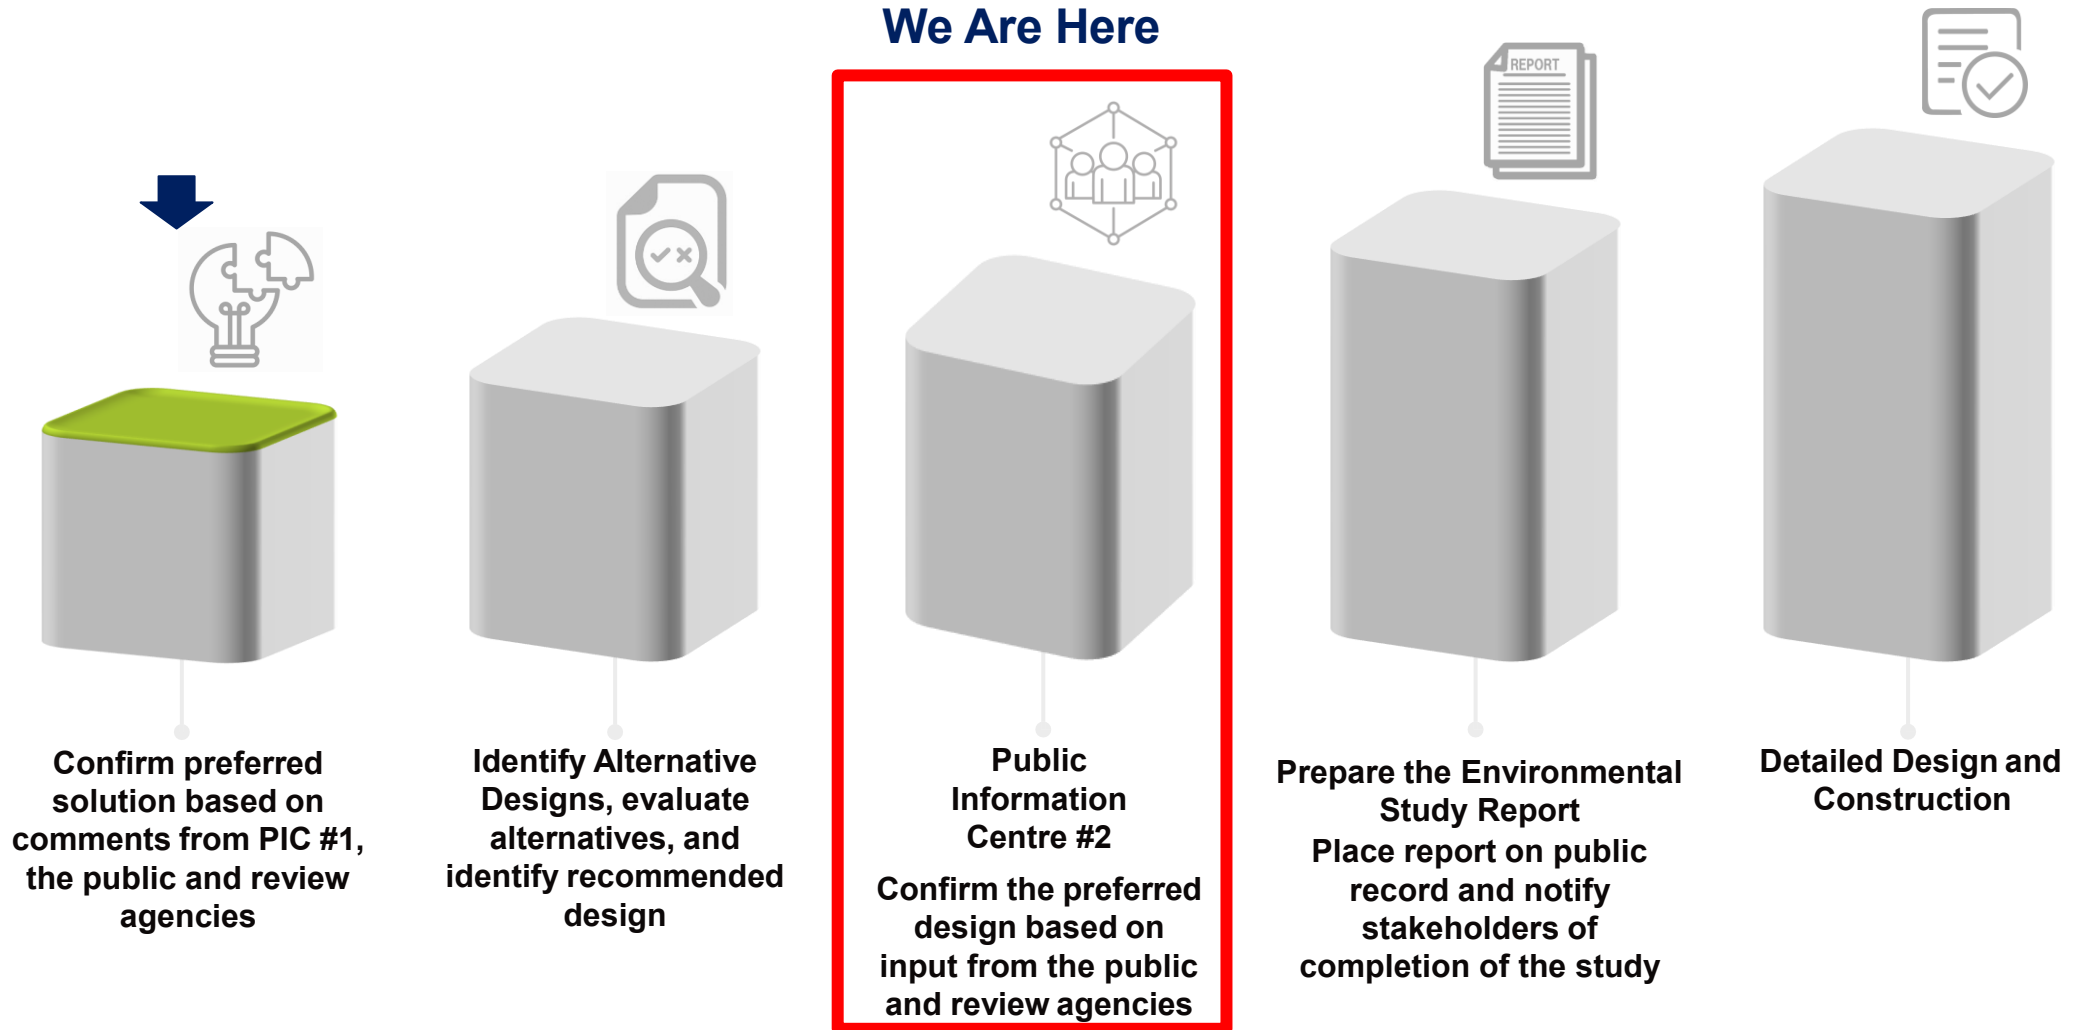 We Are Here
REPORT
Confirm preferred
solution based on
comments from PIC #1,
the public and review
agencies
Identify Alternative
Designs, evaluate
alternatives, and
identify recommended
design
Public
Information
Centre #2
Confirm the preferred
design based on
input from the public
and review agencies
Prepare the Environmental
Study Report
Place report on public
record and notify
stakeholders of
completion of the study
Detailed Design and
Construction